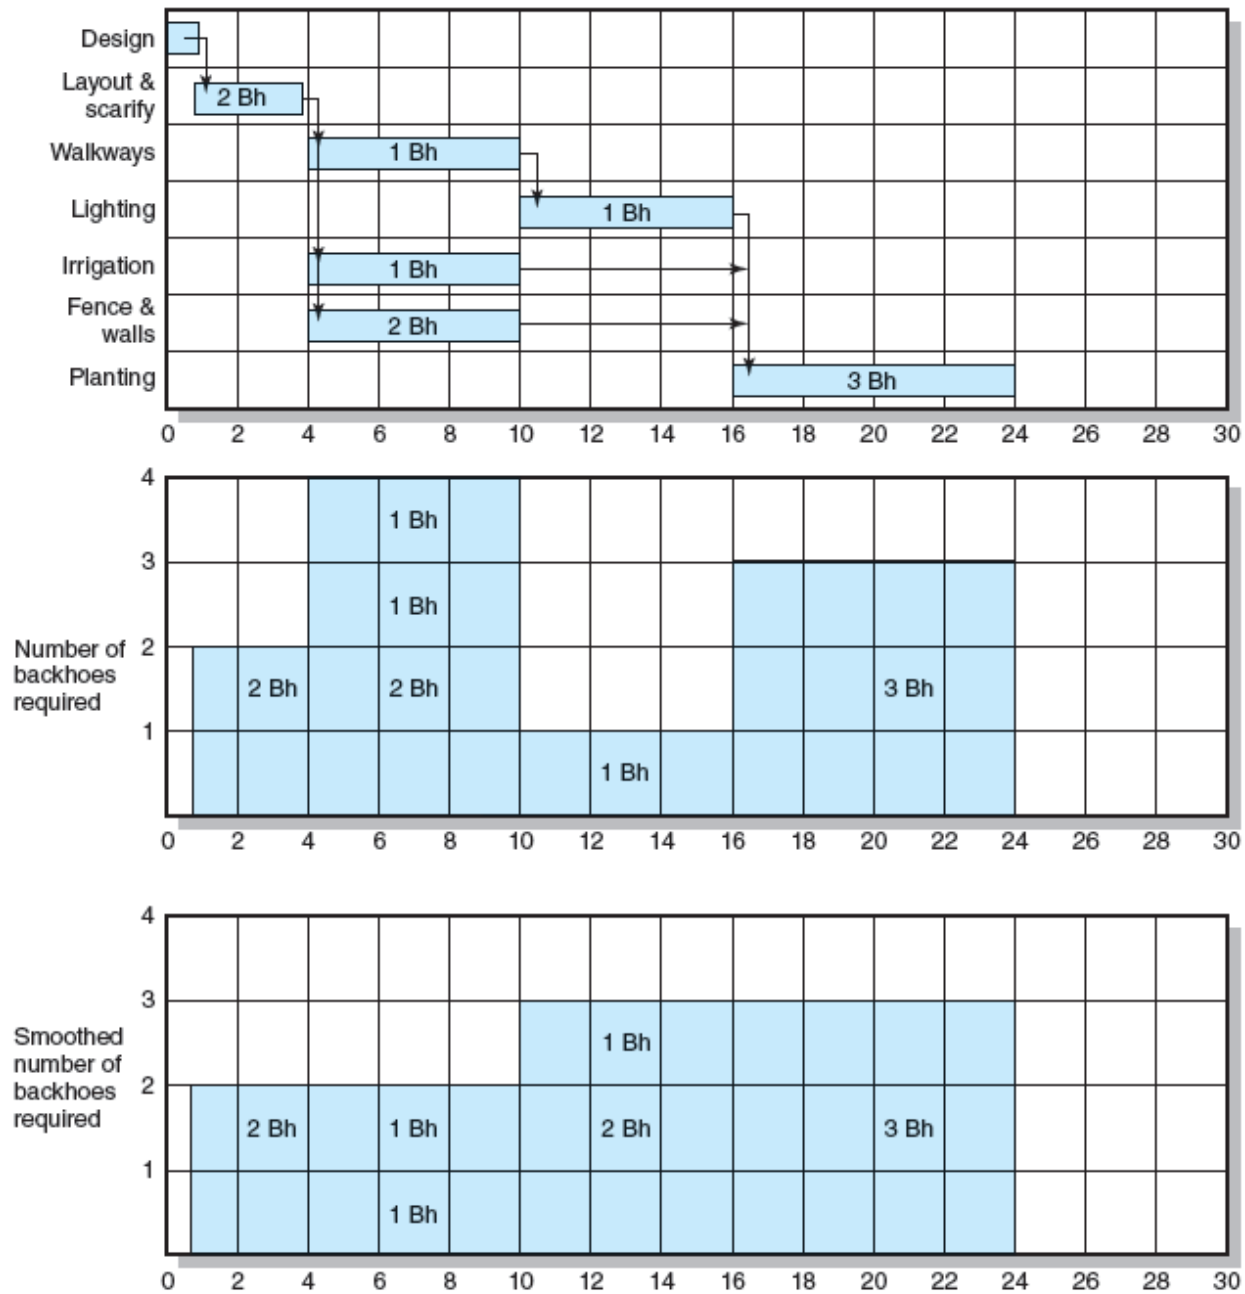 Design
Layout &
scarify
2 Bh
Walkways
1 Bh
Lighting
1 Bh
Irrigation
1 Bh
Fence &
walls
2 Bh
Planting
3 Bh
0 2 4 6 8 10 12 14 16 18 20 22 24 26 28 30
4
1 Bh
3
1 Bh
Number of
backhoes
required
2
2 Bh 2 Bh 3 Bh
1
1 Bh
0 2 4 6 8 10 12 14 16 18 20 22 24 26 28 30
4
3
1 Bh
Smoothed
number of
backhoes
required
2
2 Bh 1 Bh 2 Bh 3 Bh
1
1 Bh
0 2 4 6 8 10 12 14 16 18 20 22 24 26 28 30